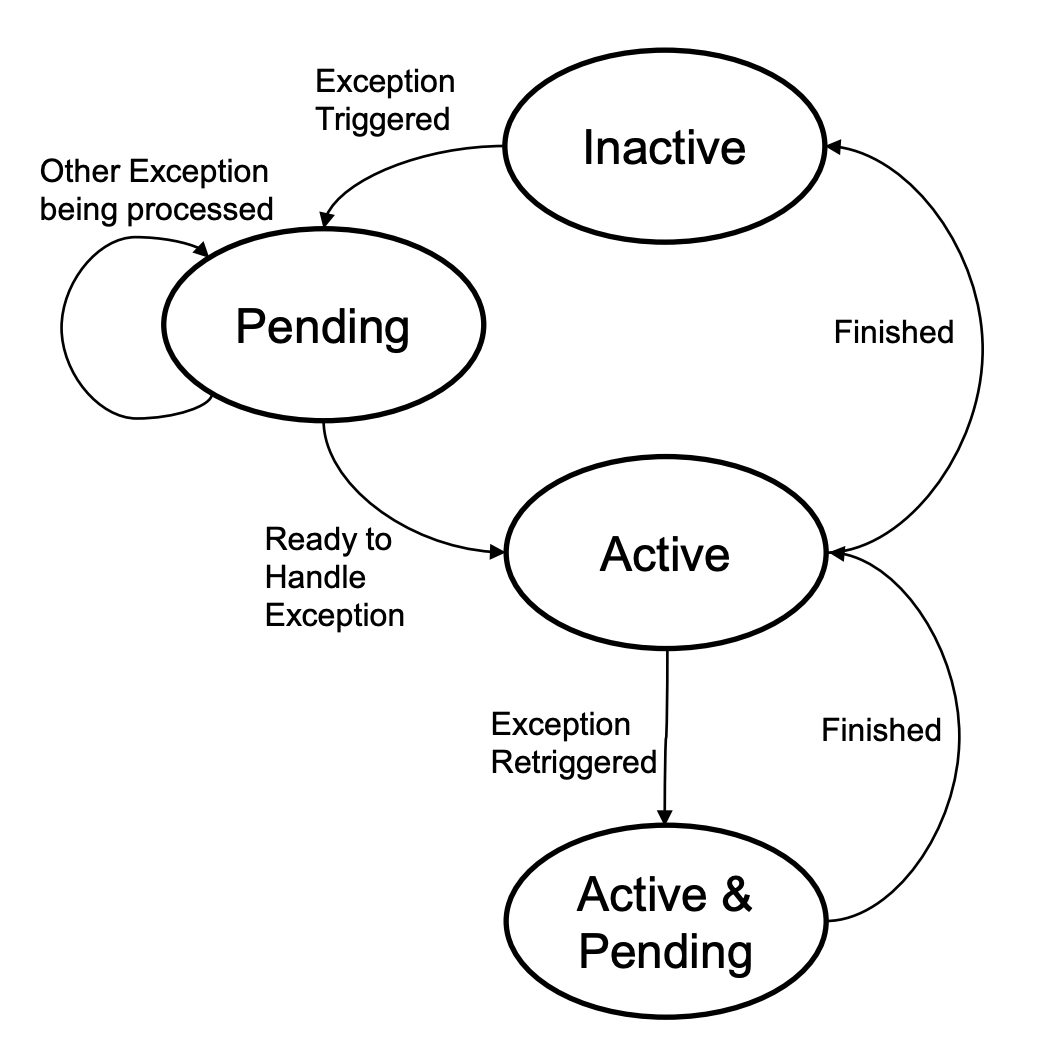 Exception
Triggered
Inactive
Other Exception
being processed
Pending
Finished
Ready to
Handle
Exception
Active
Exception
Retriggered
Finished
Active &
Pending